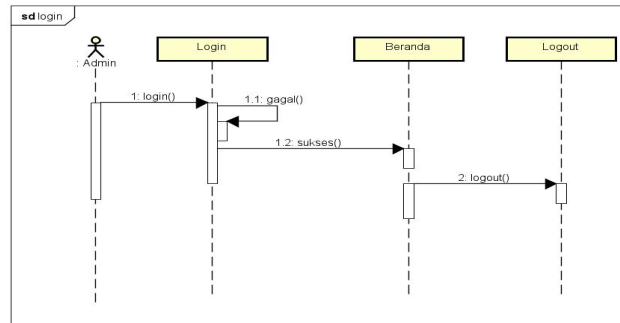 sd login
: Admin
Login
Beranda
Logout
1: login()
1.1: gagal()
1.2: sukses()
2: logout()